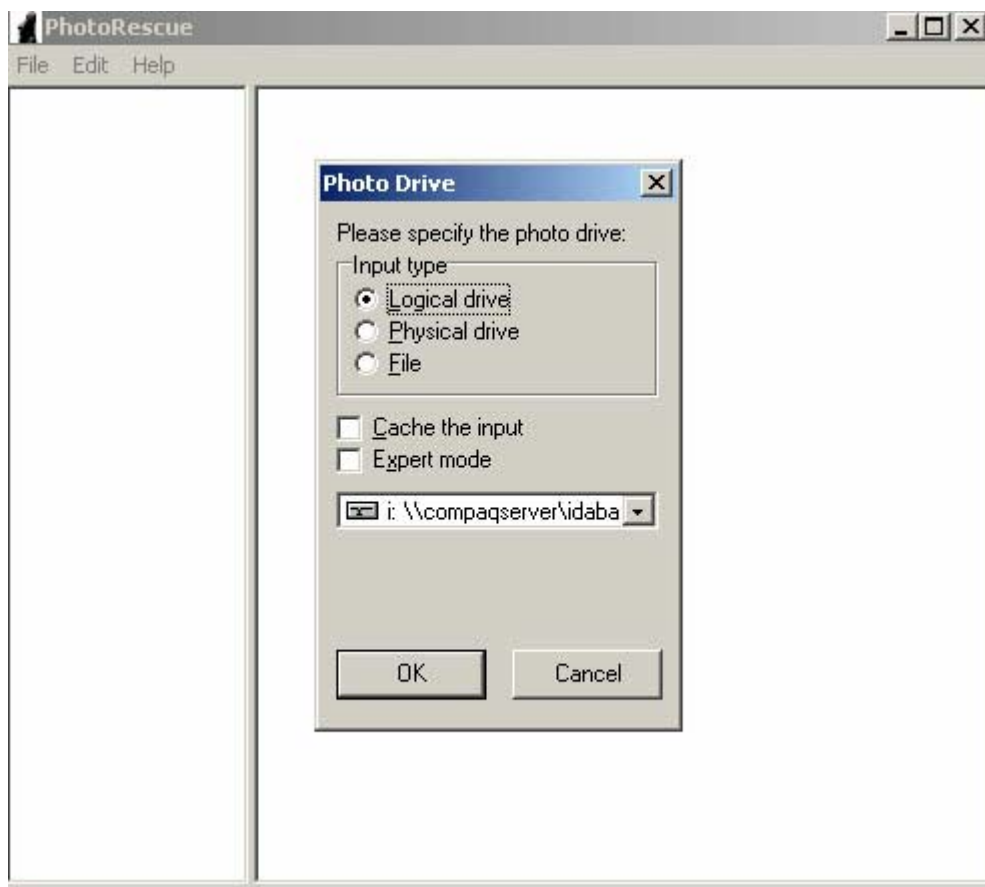 PhotoRescue
File Edit Help
Photo Drive
Please specify the photo drive:
Input type
Logical drive
Physical drive
File
Cache the input
Expert mode
i: \\compaqserver\idaba
OK Cancel